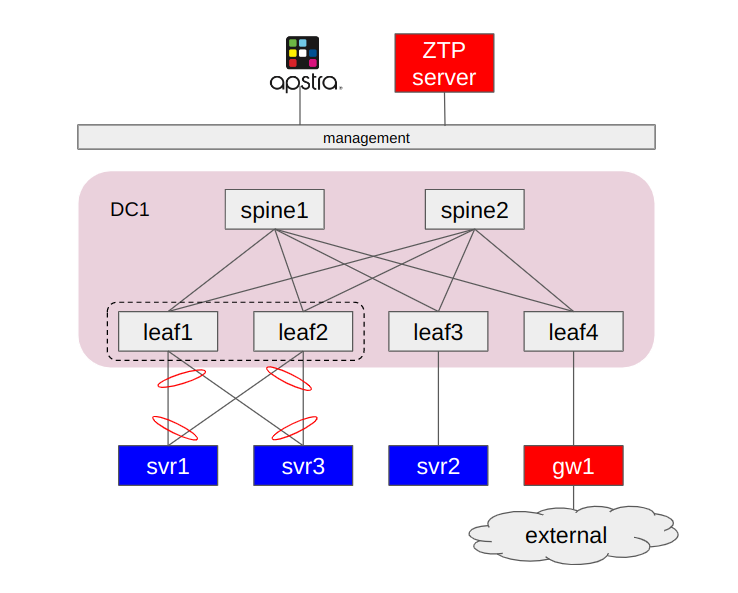 apstra
ZTP
server
management
DC1
spine1
spine2
leaf1
leaf2
leaf3
leaf4
svr1
svr3
svr2
gw1
external